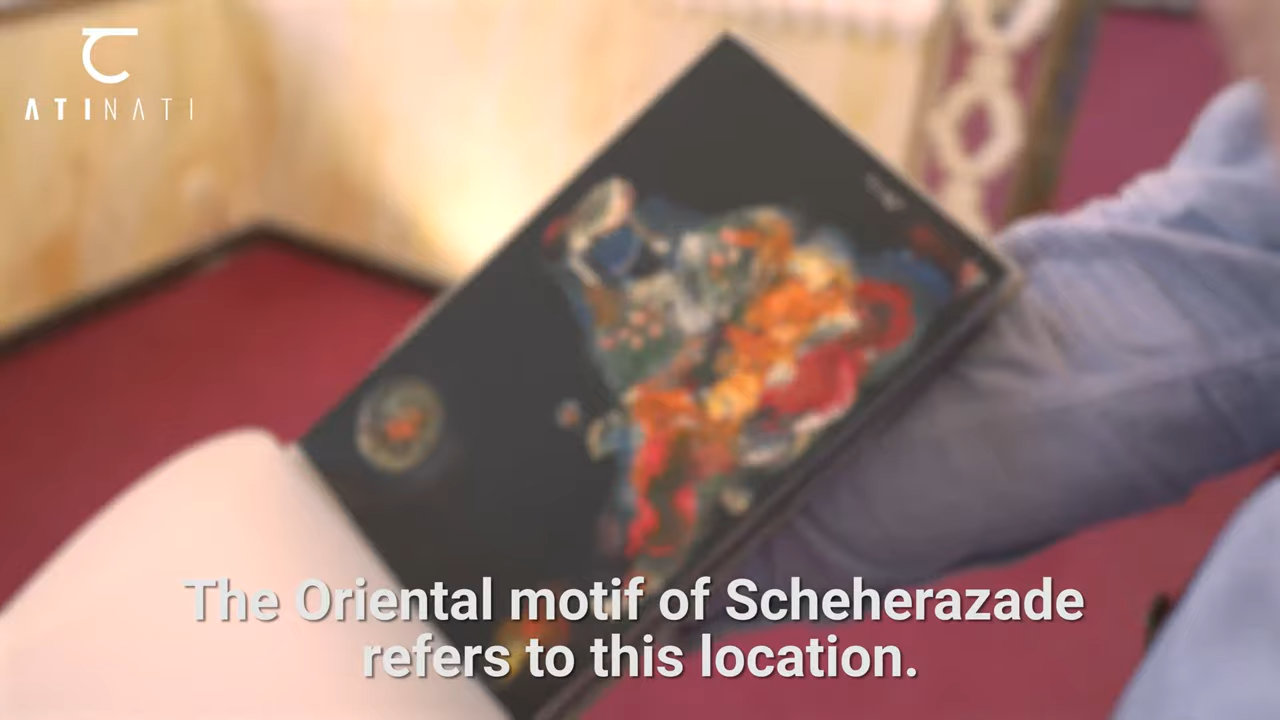 ATINATI
The Oriental motif of Scheherazade
refers to this location.